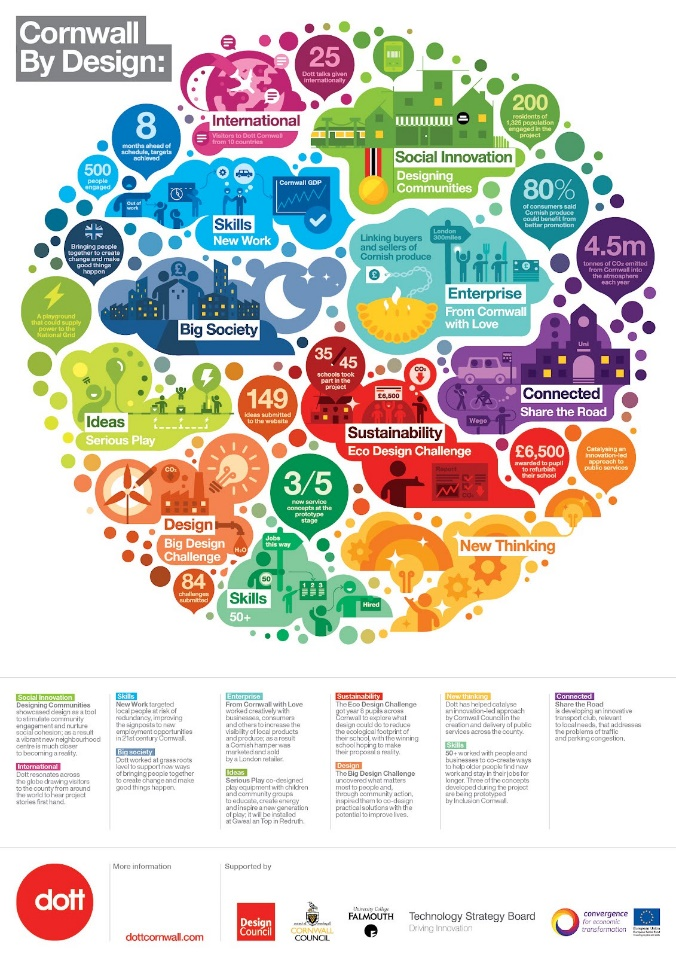 Cornwall
By Design:
25
Dott talks given
internationally
International
Visitors to Dott Cornwall
from 10 countries
200
residents of
1,325 population
engaged in the
project
Social Innovation
Designing
Communities
8
months ahead of
schedule, targets
achieved
500
people
engaged
Out of
work
Cornwall GDP
Skills
New Work
80%
of consumers said
Cornish produce
could benefit from
better promotion
4.5m
tonnes of CO₂ emitted
from Cornwall into
the atmosphere
each year
Linking buyers
and sellers of
Cornish produce
London
300miles
£
Enterprise
From Cornwall
with Love
Bringing people
together to create
change and make
good things
happen
£
Big Society
A playground
that could supply
power to the
National Grid
Uni
Connected
Share the Road
Ideas
Serious Play
149
ideas submitted
to the website
35/45
schools took
part in the
project
£6,500
CO₂
Sustainability
Eco Design Challenge
Report
CO₂
£6,500
awarded to pupil
to refurbish
their school
Catalysing an
innovation-led
approach to
public services
CO₂
Design
Big Design
Challenge
H₂O
3/5
new service
concepts at the
prototype
stage
New Thinking
84
challenges
submitted
Jobs
this way
50
1 2 3
Hired
Skills
50+
Social Innovation
Designing Communities
showcased design as a tool
to stimulate community
engagement and nurture
social cohesion; as a result
a vibrant new neighbourhood
centre is much closer
to becoming a reality.
International
Dott resonates across
the globe drawing visitors
to the county from around
the world to hear project
stories first hand.
Skills
New Work targeted
local people at risk of
redundancy, improving
the signposts to new
employment opportunities
in 21st century Cornwall.
Big society
Dott worked at grass roots
level to support new ways
of bringing people together
to create change and make
good things happen.
Enterprise
From Cornwall with Love
worked creatively with
businesses, consumers
and others to increase the
visibility of local products
and produce; as a result
a Cornish hamper was
marketed and sold
by a London retailer.
Ideas
Serious Play co-designed
play equipment with children
and community groups
to educate, create energy
and inspire a new generation
of play; it will be installed
at Gweal an Top in Redruth.
Sustainability
The Eco Design Challenge
got year 8 pupils across
Cornwall to explore what
design could do to reduce
the ecological footprint of
their school, with the winning
school hoping to make
their proposal a reality.
Design
The Big Design Challenge
uncovered what matters
most to people and,
through community action,
inspired them to co-design
practical solutions with the
potential to improve lives.
New thinking
Dott has helped catalyse
an innovation-led approach
by Cornwall Council in the
creation and delivery of public
services across the county.
Skills
50+ worked with people and
businesses to co-create ways
to help older people find new
work and stay in their jobs for
longer. Three of the concepts
developed during the project
are being prototyped
by Inclusion Cornwall.
Connected
Share the Road
is developing an innovative
transport club, relevant
to local needs, that addresses
the problems of traffic
and parking congestion.
dott
More information
dottcornwall.com
Supported by
Design
Council
CORNWALL
COUNCIL
University College
FALMOUTH
Technology Strategy Board
Driving Innovation
convergence
for economic
transformation
European Union